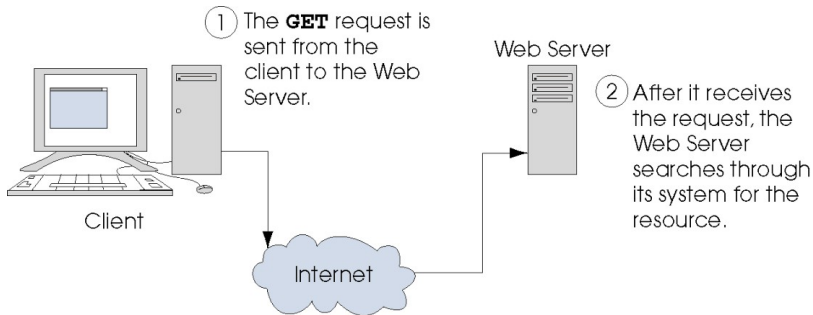 1 The GET request is
sent from the
client to the Web
Server.
Web Server
2 After it receives
the request, the
Web Server
searches through
its system for the
resource.
Client
Internet